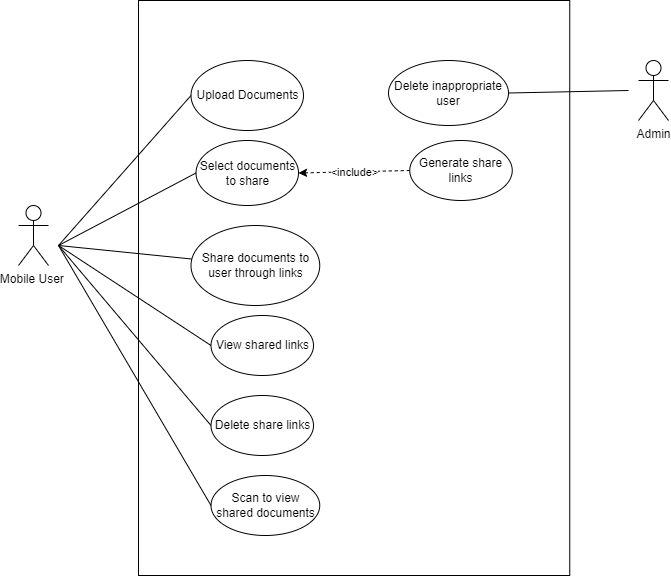 Upload Documents
Delete inappropriate
user
Admin
Select documents
to share
<include>
Generate share
links
Mobile User
Share documents to
user through links
View shared links
Delete share links
Scan to view
shared documents